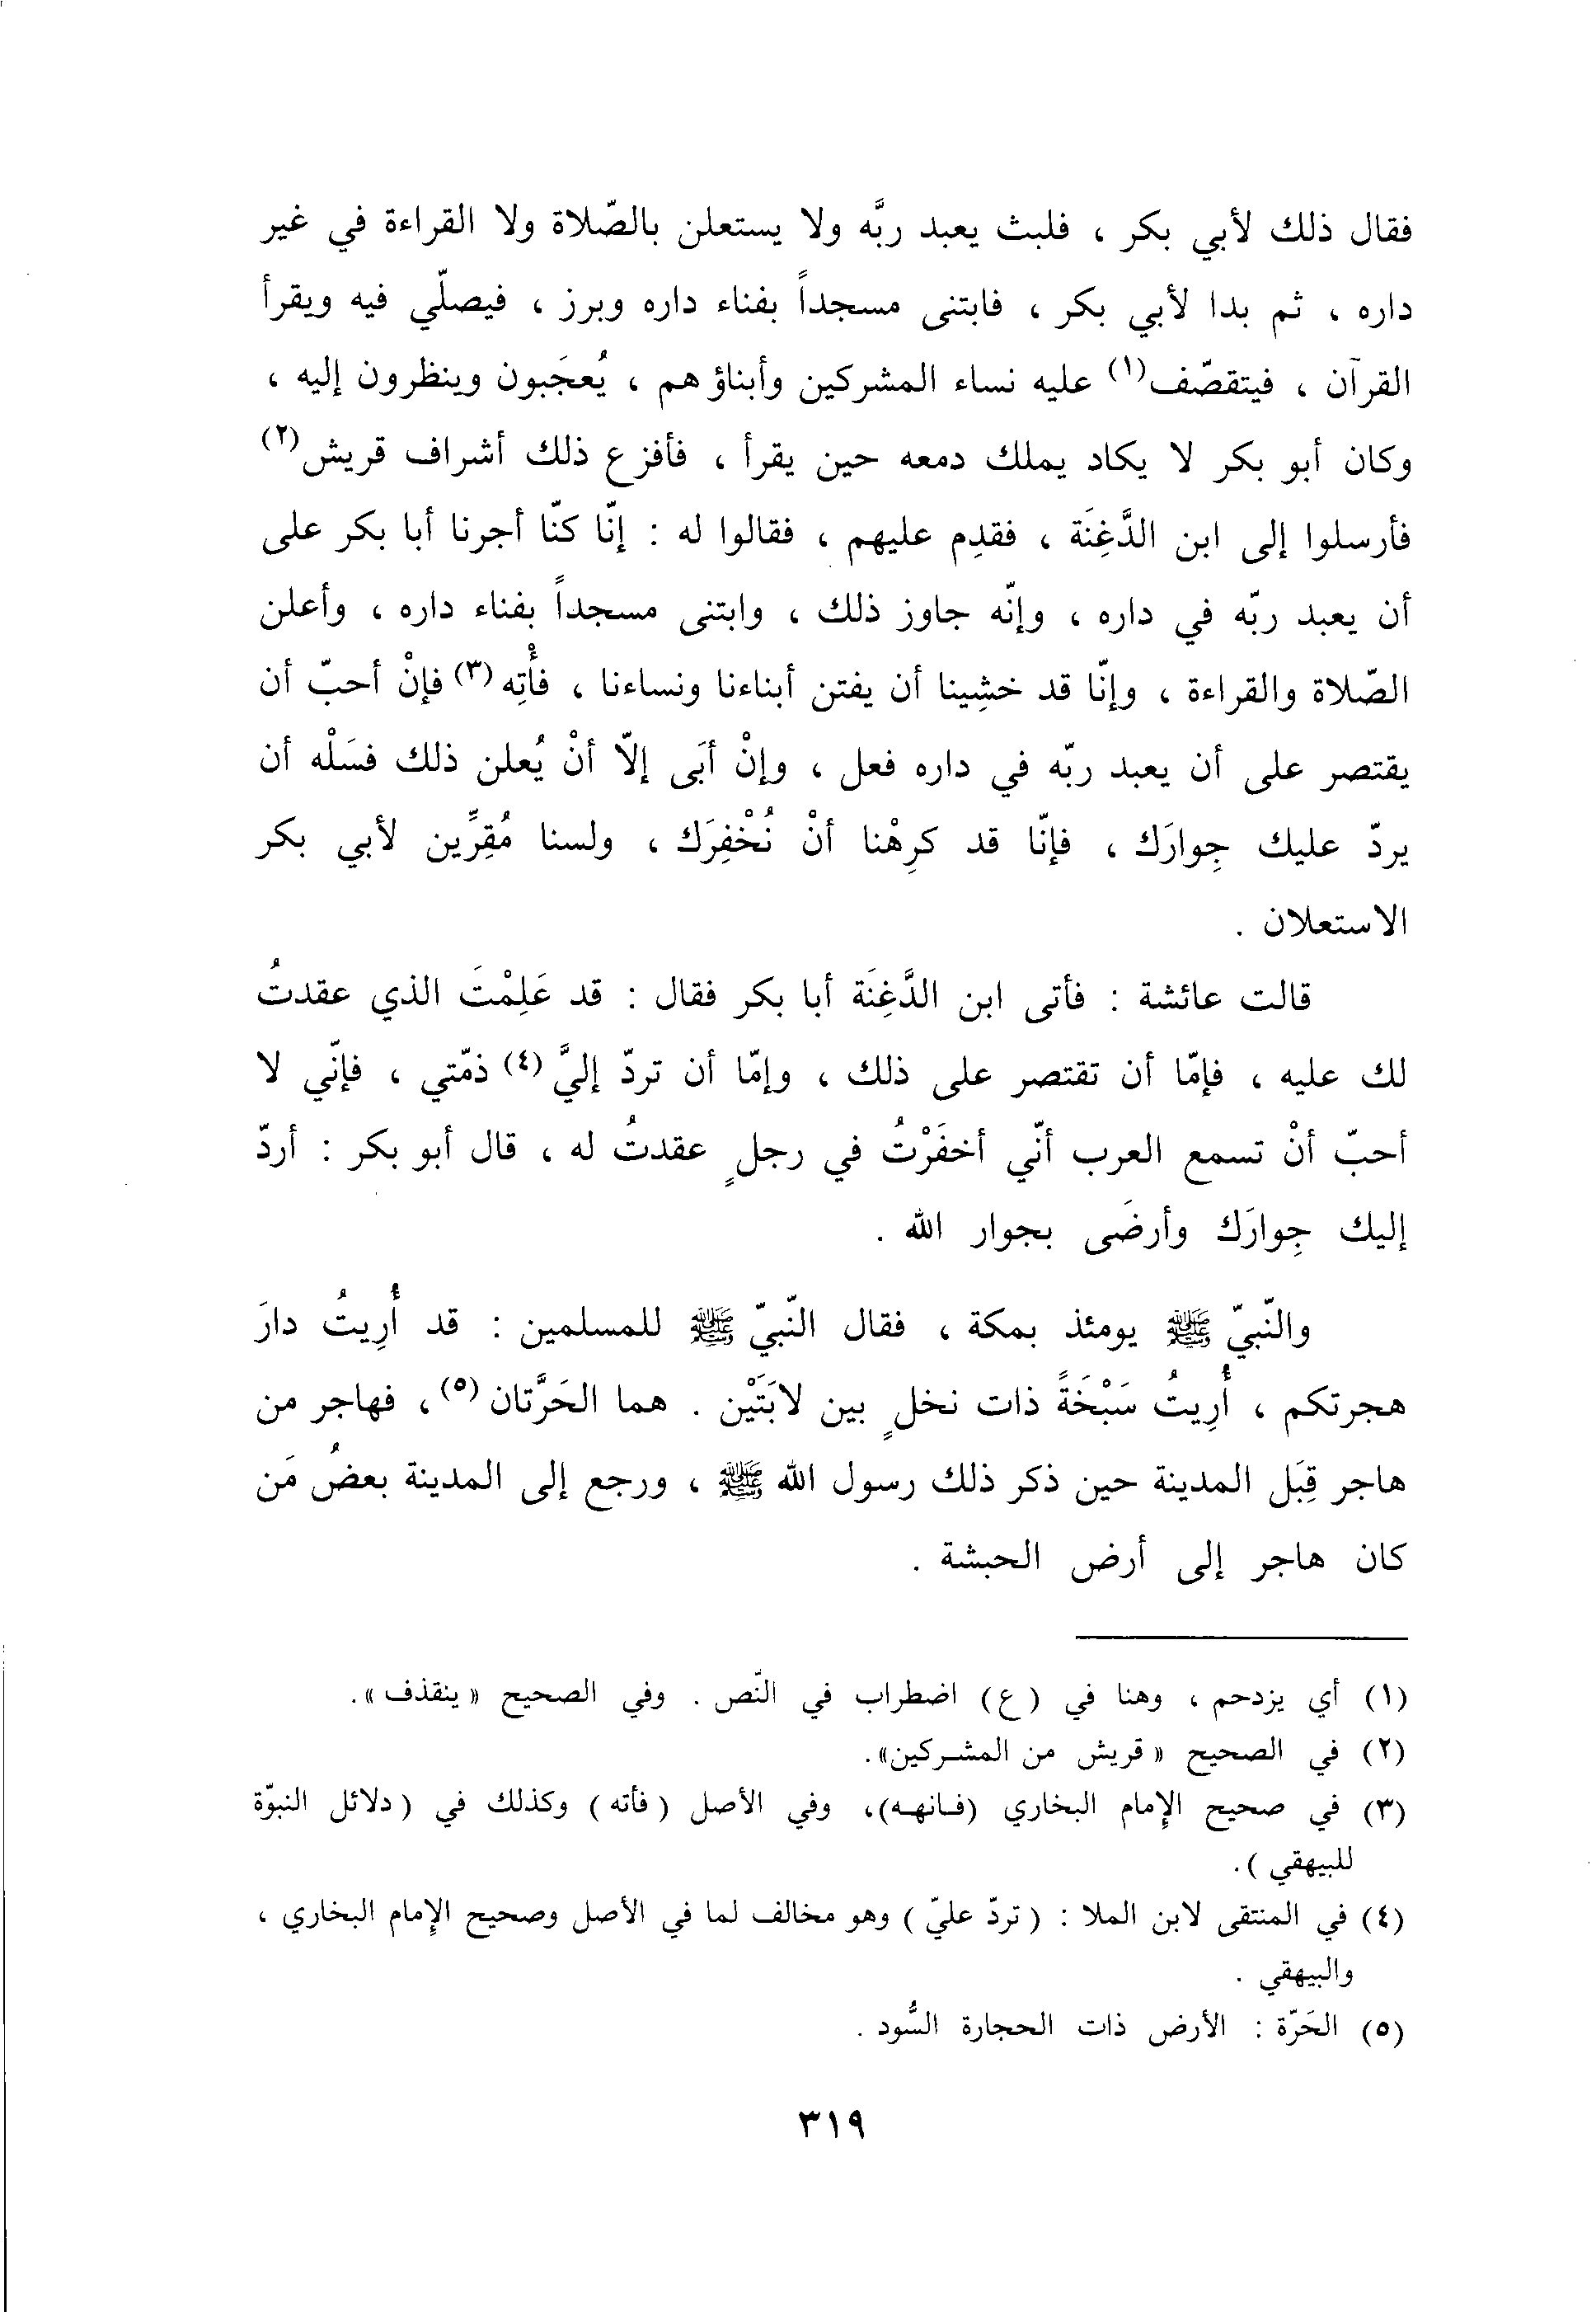 فقال ذلك لأبي بكر ، فلبث يعبد ربَّه ولا يستعلن بالصّلاة ولا القراءة في غير
داره ، ثم بدا لأبي بكر ، فابتنى مسجداً بفناء داره وبرز ، فيصلّي فيه ويقرأ
القرآن ، فيتقصّف(١) عليه نساء المشركين وأبناؤهم ، يُعجَبون وينظرون إليه ،
وكان أبو بكر لا يكاد يملك دمعه حين يقرأ ، فأفزع ذلك أشراف قريش(٢)
فأرسلوا إلى ابن الدَّغِنَة ، فقدِم عليهم ، فقالوا له : إنّا كنّا أجرنا أبا بكر على
أن يعبد ربّه في داره ، وإنّه جاوز ذلك ، وابتنى مسجداً بفناء داره ، وأعلن
الصّلاة والقراءة ، وإنّا قد خشِينا أن يفتن أبناءنا ونساءنا ، فأْتِه(٣) فإنْ أحبّ أن
يقتصر على أن يعبد ربّه في داره فعل ، وإنْ أبَى إلّا أنْ يُعلن ذلك فسَلْه أن
يردّ عليك جِوارَك ، فإنّا قد كرِهْنا أنْ نُخْفِرَك ، ولسنا مُقِرِّين لأبي بكر
الاستعلان .
قالت عائشة : فأتى ابن الدَّغِنَة أبا بكر فقال : قد عَلِمْتَ الذي عقدتُ
لك عليه ، فإمّا أن تقتصر على ذلك ، وإمّا أن تردّ إليَّ(٤) ذمّتي ، فإنّي لا
أحبّ أنْ تسمع العرب أنّي أخفَرْتُ في رجلٍ عقدتُ له ، قال أبو بكر : أردّ
إليك جِوارَك وأرضَى بجوار الله .
والنّبيّ ﷺ يومئذ بمكة ، فقال النّبيّ ﷺ للمسلمين : قد أُرِيتُ دارَ
هجرتكم ، أُرِيتُ سَبْخَةً ذات نخلٍ بين لابَتَيْن . هما الحَرَّتان(٥) ، فهاجر من
هاجر قِبَل المدينة حين ذكر ذلك رسول الله ﷺ ، ورجع إلى المدينة بعضُ مَن
كان هاجر إلى أرض الحبشة .
(١) أي يزدحم ، وهنا في ( ع ) اضطراب في النّص . وفي الصحيح « ينقذف ».
(٢) في الصحيح « قريش من المشركين».
(٣) في صحيح الإمام البخاري (فانهه)، وفي الأصل ( فأته ) وكذلك في ( دلائل النبوّة
للبيهقي ).
(٤) في المنتقى لابن الملا : ( تردّ عليّ ) وهو مخالف لما في الأصل وصحيح الإمام البخاري ،
والبيهقي .
(٥) الحَرّة : الأرض ذات الحجارة السُّود .
٣١٩